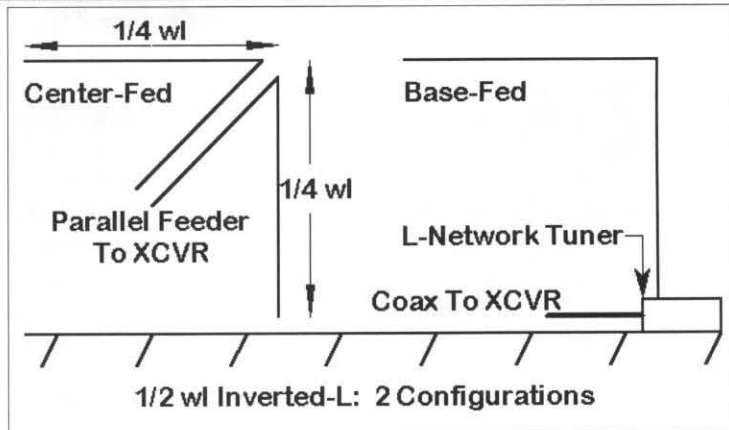 1/4 wl
Center-Fed
Base-Fed
1/4 wl
Parallel Feeder
To XCVR
L-Network Tuner
Coax To XCVR
1/2 wl Inverted-L: 2 Configurations